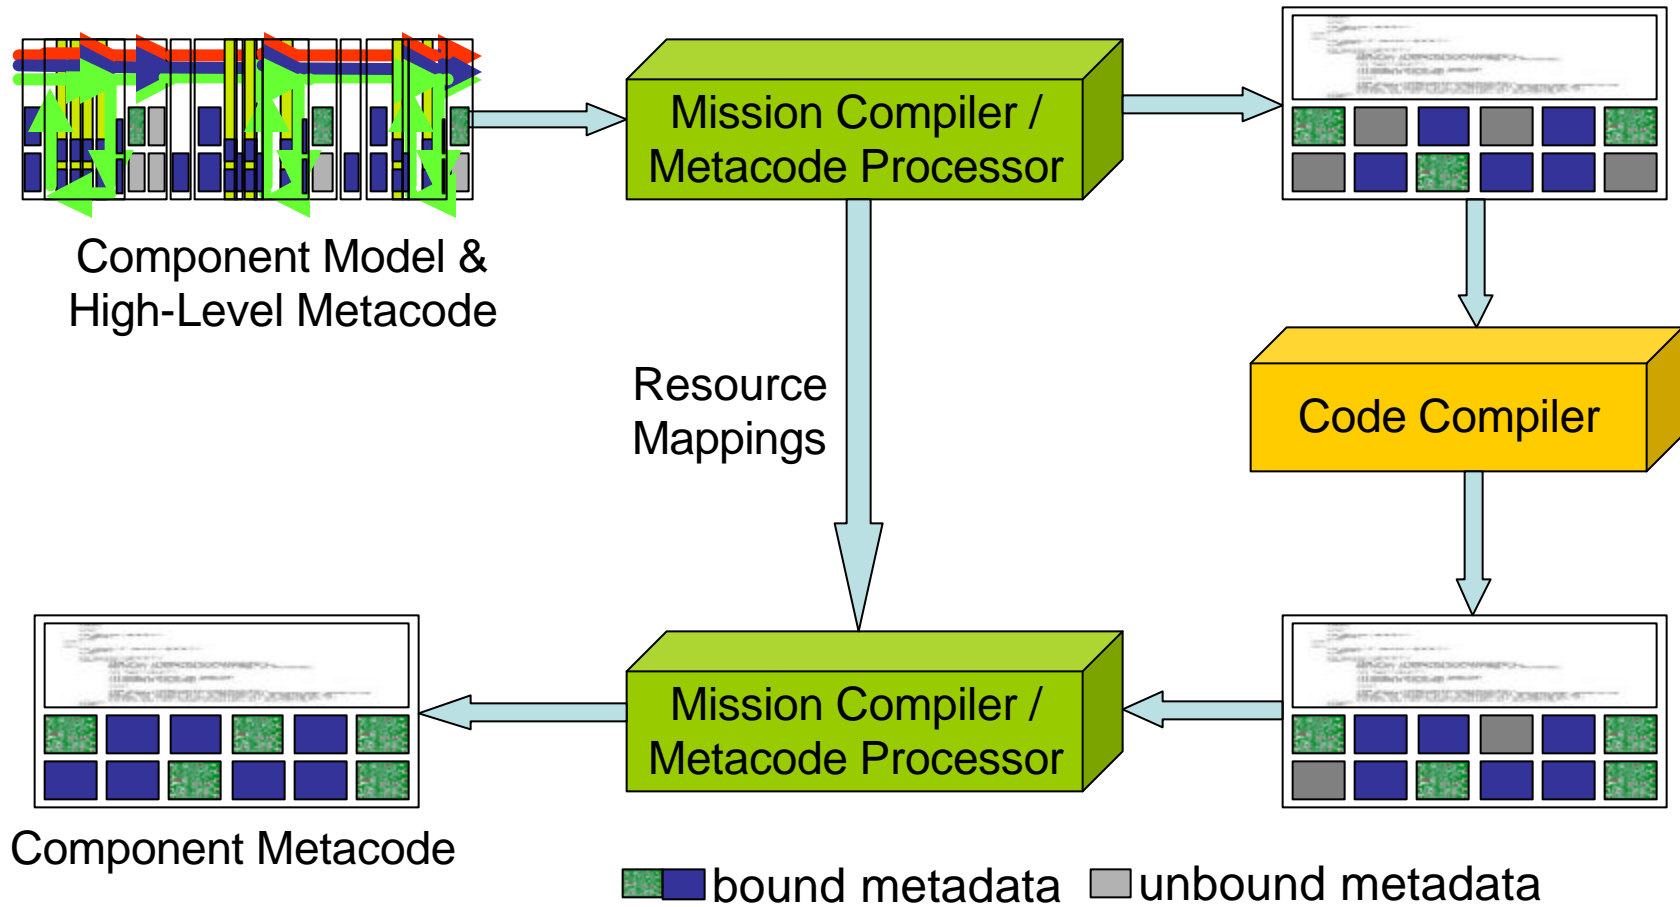 Mission Compiler /
Metacode Processor
Component Model &
High-Level Metacode
Resource
Mappings
Code Compiler
Mission Compiler /
Metacode Processor
Component Metacode
bound metadata
unbound metadata